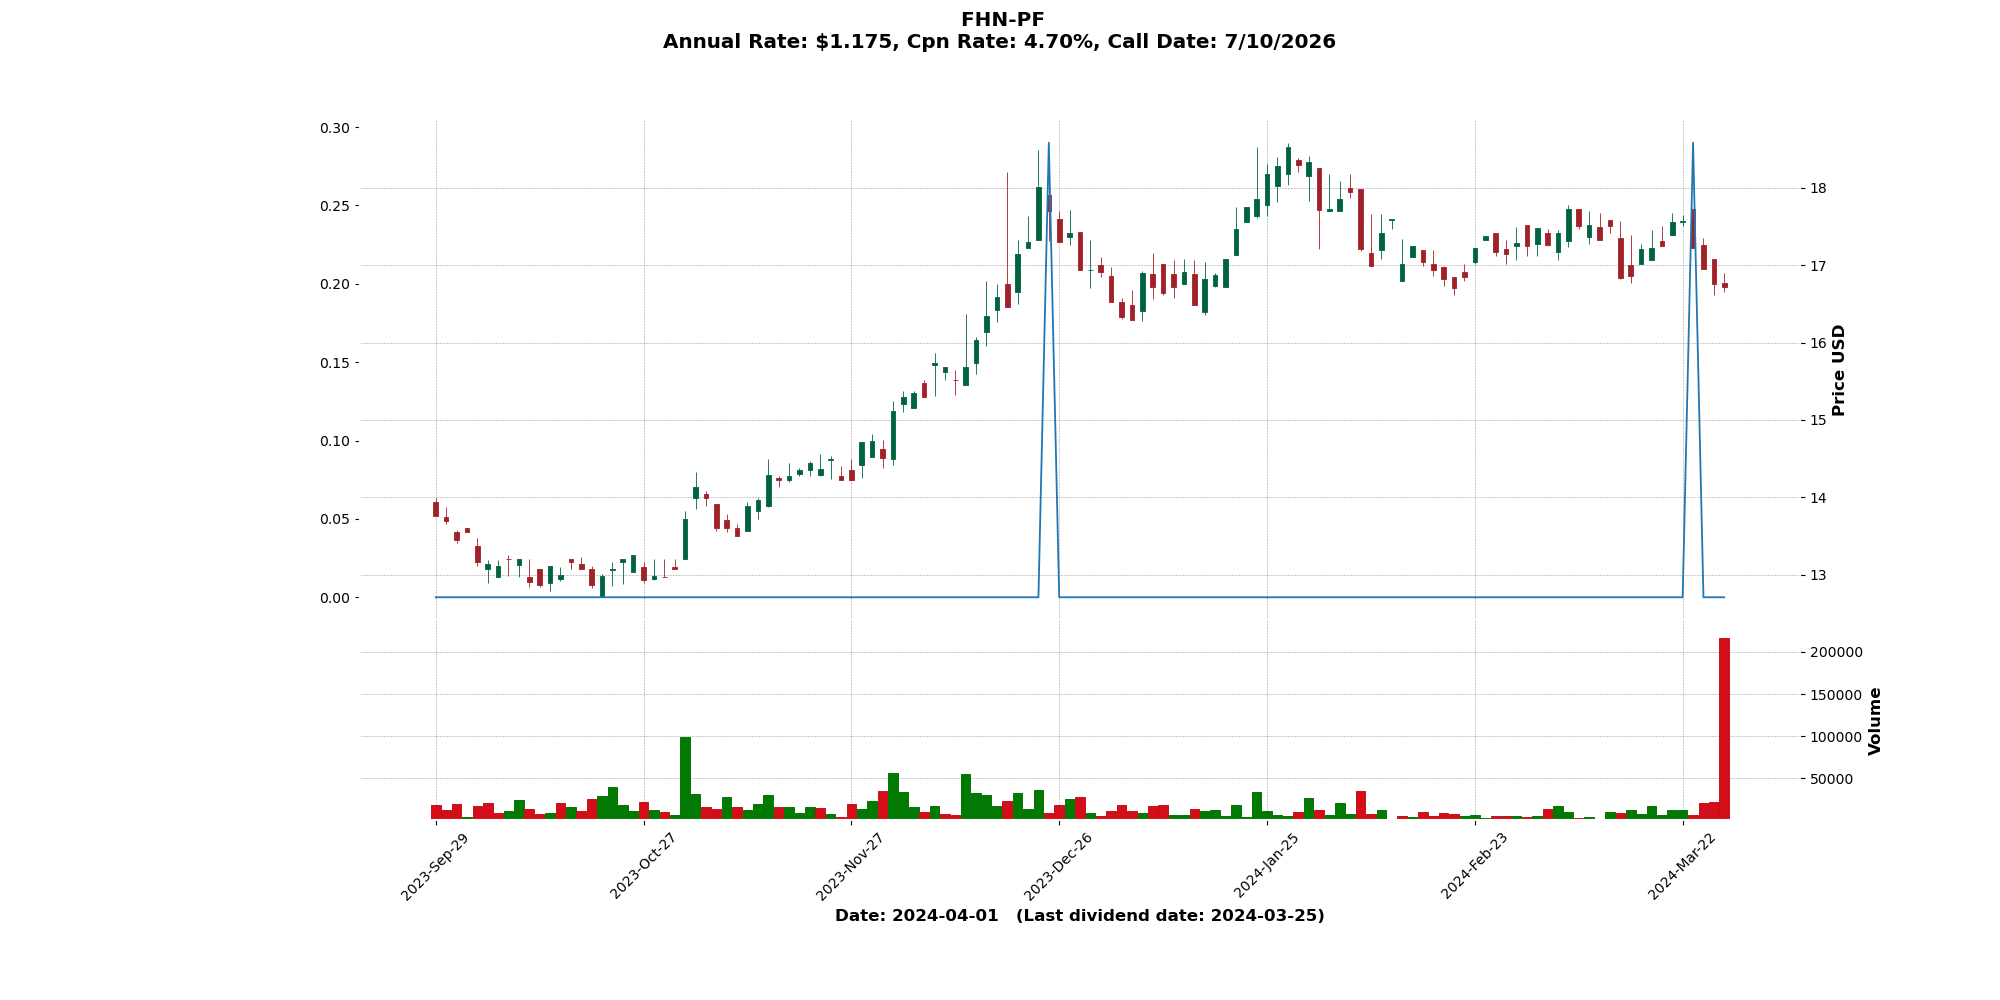 FHN-PF
Annual Rate: $1.175, Cpn Rate: 4.70%, Call Date: 7/10/2026
0.30
0.25
0.20
0.15
0.10
0.05
0.00
18
17
16
15
14
13
Price USD
200000
150000
100000
50000
Volume
2023-Sep-29
2023-Oct-27
2023-Nov-27
2023-Dec-26
2024-Jan-25
2024-Feb-23
2024-Mar-22
Date: 2024-04-01 (Last dividend date: 2024-03-25)